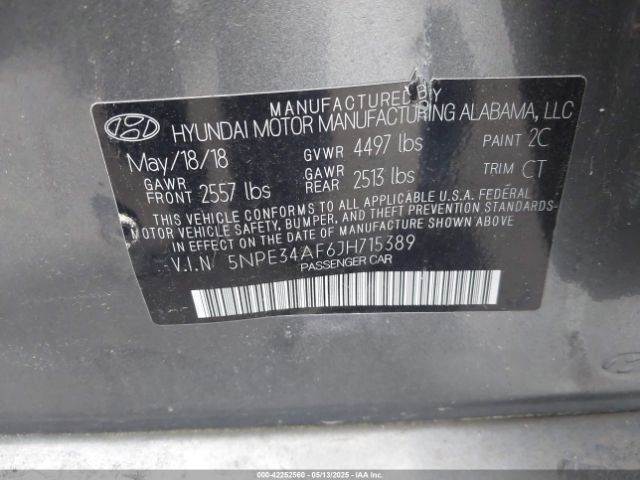 MANUFACTURED BY
HYUNDAI MOTOR MANUFACTURING ALABAMA, LLC
May/18/18 GVWR 4497 lbs PAINT 2C
GAWR FRONT 2557 lbs GAWR REAR 2513 lbs TRIM CT
THIS VEHICLE CONFORMS TO ALL APPLICABLE U.S.A. FEDERAL
MOTOR VEHICLE SAFETY, BUMPER, AND THEFT PREVENTION STANDARDS
IN EFFECT ON THE DATE OF MANUFACTURE SHOWN ABOVE
V.I.N/ 5NPE34AF6JH715389
PASSENGER CAR
000-42252560 — 05/13/2025 — IAA Inc. Copyright